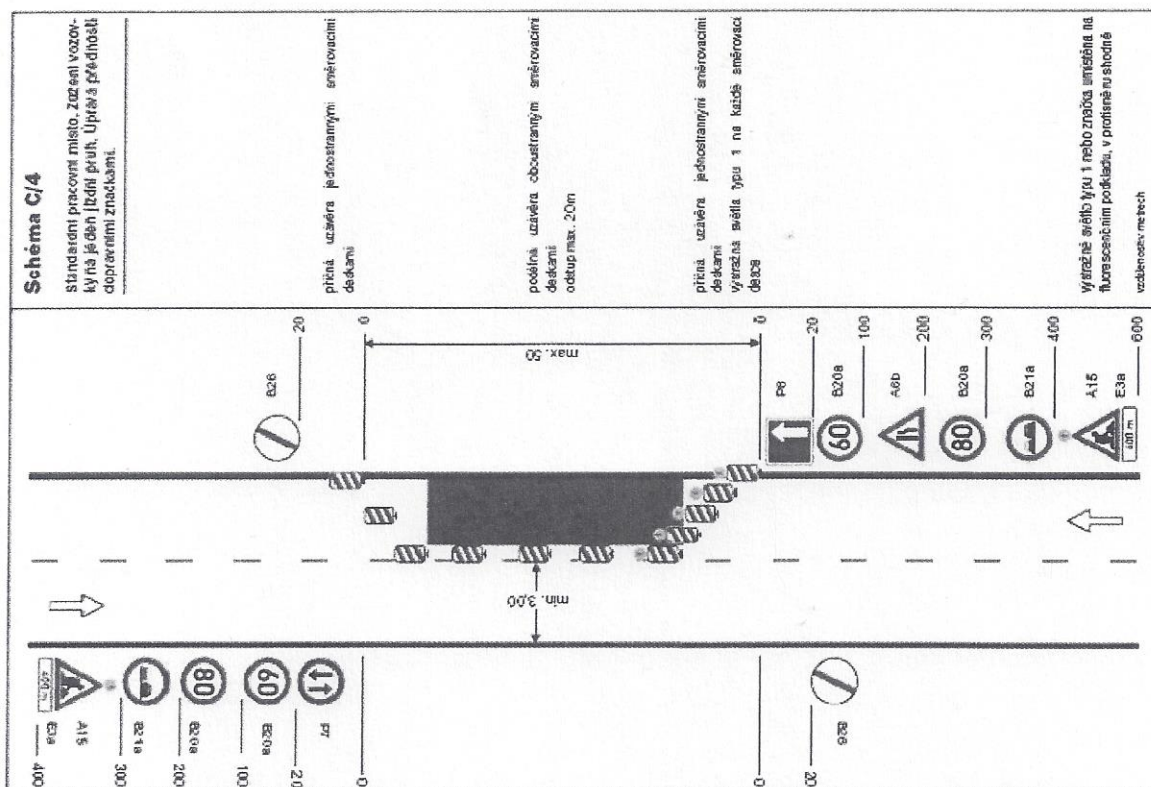 Schéma C/4
Standardní pracovní místo. Zúžení vozov-
ky na jeden jízdní pruh. Úprava přednosti
dopravními značkami.
příčná uzávěra jednostrannými směrovacími
deskami
podélná uzávěra oboustrannými směrovacími
deskami
odstup max. 20m
příčná uzávěra jednostrannými směrovacími
deskami
výstražná světla typu 1 na každé směrovací
desce
výstražné světlo typu 1 nebo značka umístěna na
fluorescenčním podkladu, v protisměru shodně
vzdálenosti v metrech
B26
20
0
max. 50
0
P8
20
B20a
60
100
A6b
200
B20a
80
300
B21a
400
A15
E3a
400 m
600
min. 3,00
400
E3a
400 m
A15
300
B21a
200
B20a
80
100
B20a
60
20
P7
0
0
20
B26